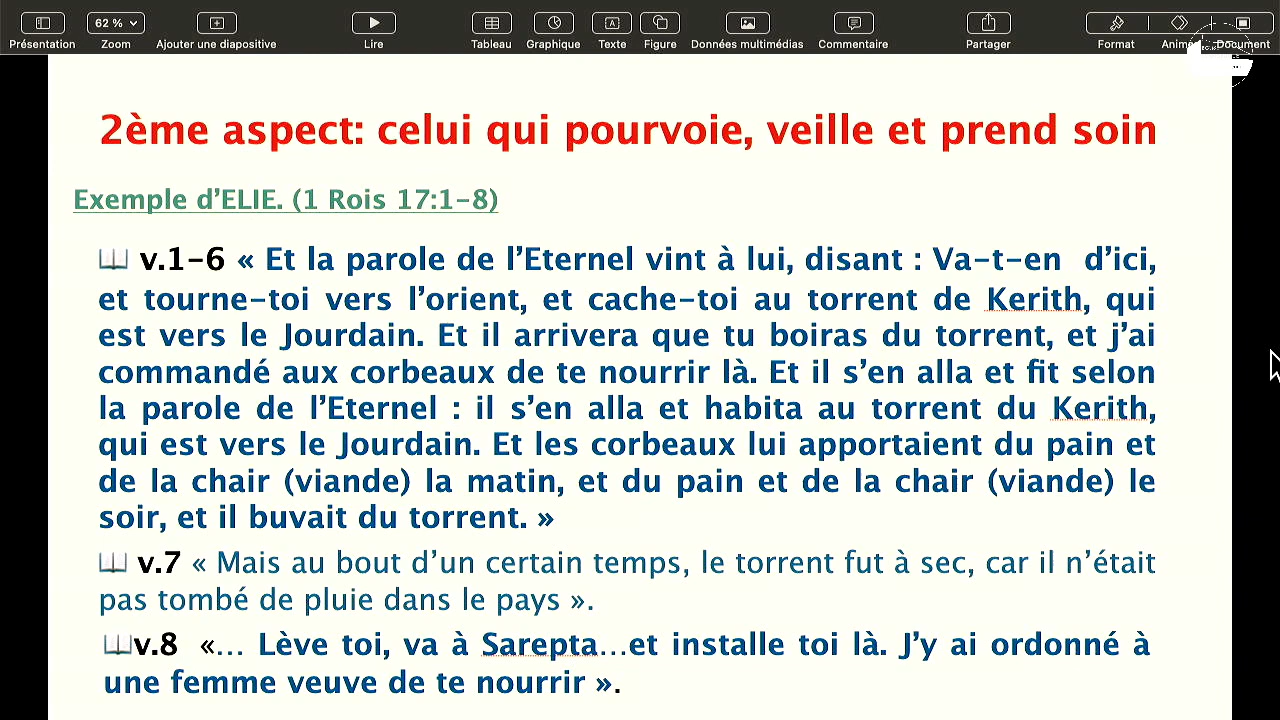 62 %
Présentation Zoom Ajouter une diapositive Lire Tableau Graphique Texte Figure Données multimédias Commentaire Partager Format Document
2ème aspect: celui qui pourvoie, veille et prend soin
Exemple d’ELIE. (1 Rois 17:1-8)
v.1-6 « Et la parole de l’Eternel vint à lui, disant : Va-t-en d’ici,
et tourne-toi vers l’orient, et cache-toi au torrent de Kerith, qui
est vers le Jourdain. Et il arrivera que tu boiras du torrent, et j’ai
commandé aux corbeaux de te nourrir là. Et il s’en alla et fit selon
la parole de l’Eternel : il s’en alla et habita au torrent du Kerith,
qui est vers le Jourdain. Et les corbeaux lui apportaient du pain et
de la chair (viande) la matin, et du pain et de la chair (viande) le
soir, et il buvait du torrent. »
v.7 « Mais au bout d’un certain temps, le torrent fut à sec, car il n’était
pas tombé de pluie dans le pays ».
v.8 «… Lève toi, va à Sarepta…et installe toi là. J’y ai ordonné à
une femme veuve de te nourrir ».